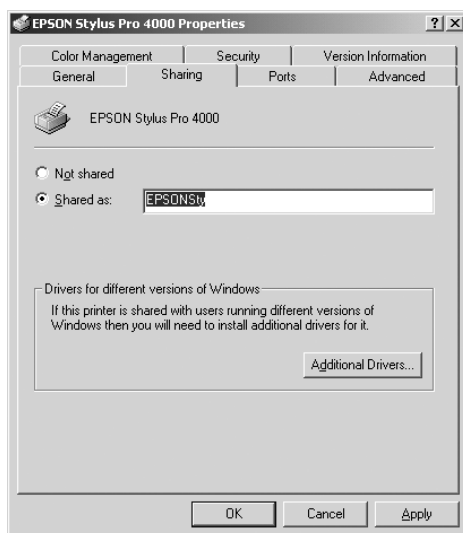 EPSON Stylus Pro 4000 Properties
? ×
Color Management Security Version Information
General Sharing Ports Advanced
EPSON Stylus Pro 4000
Not shared
Shared as: EPSONSty
Drivers for different versions of Windows
If this printer is shared with users running different versions of
Windows then you will need to install additional drivers for it.
Additional Drivers...
OK Cancel Apply